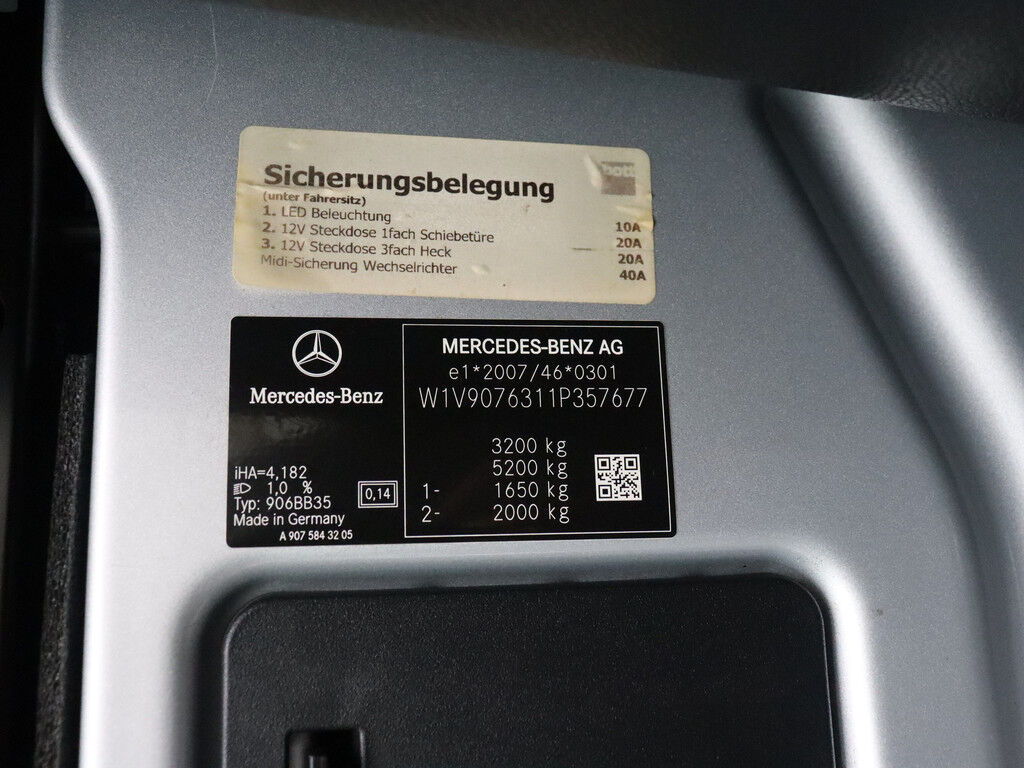 Sicherungsbelegung
bott
(unter Fahrersitz)
1. LED Beleuchtung 10A
2. 12V Steckdose 1fach Schiebetüre 20A
3. 12V Steckdose 3fach Heck 20A
Midi-Sicherung Wechselrichter 40A
Mercedes-Benz
iHA=4,182
1,0 %
Typ: 906BB35
Made in Germany
0,14
A 907 584 32 05
MERCEDES-BENZ AG
e1*2007/46*0301
W1V9076311P357677
3200 kg
5200 kg
1- 1650 kg
2- 2000 kg